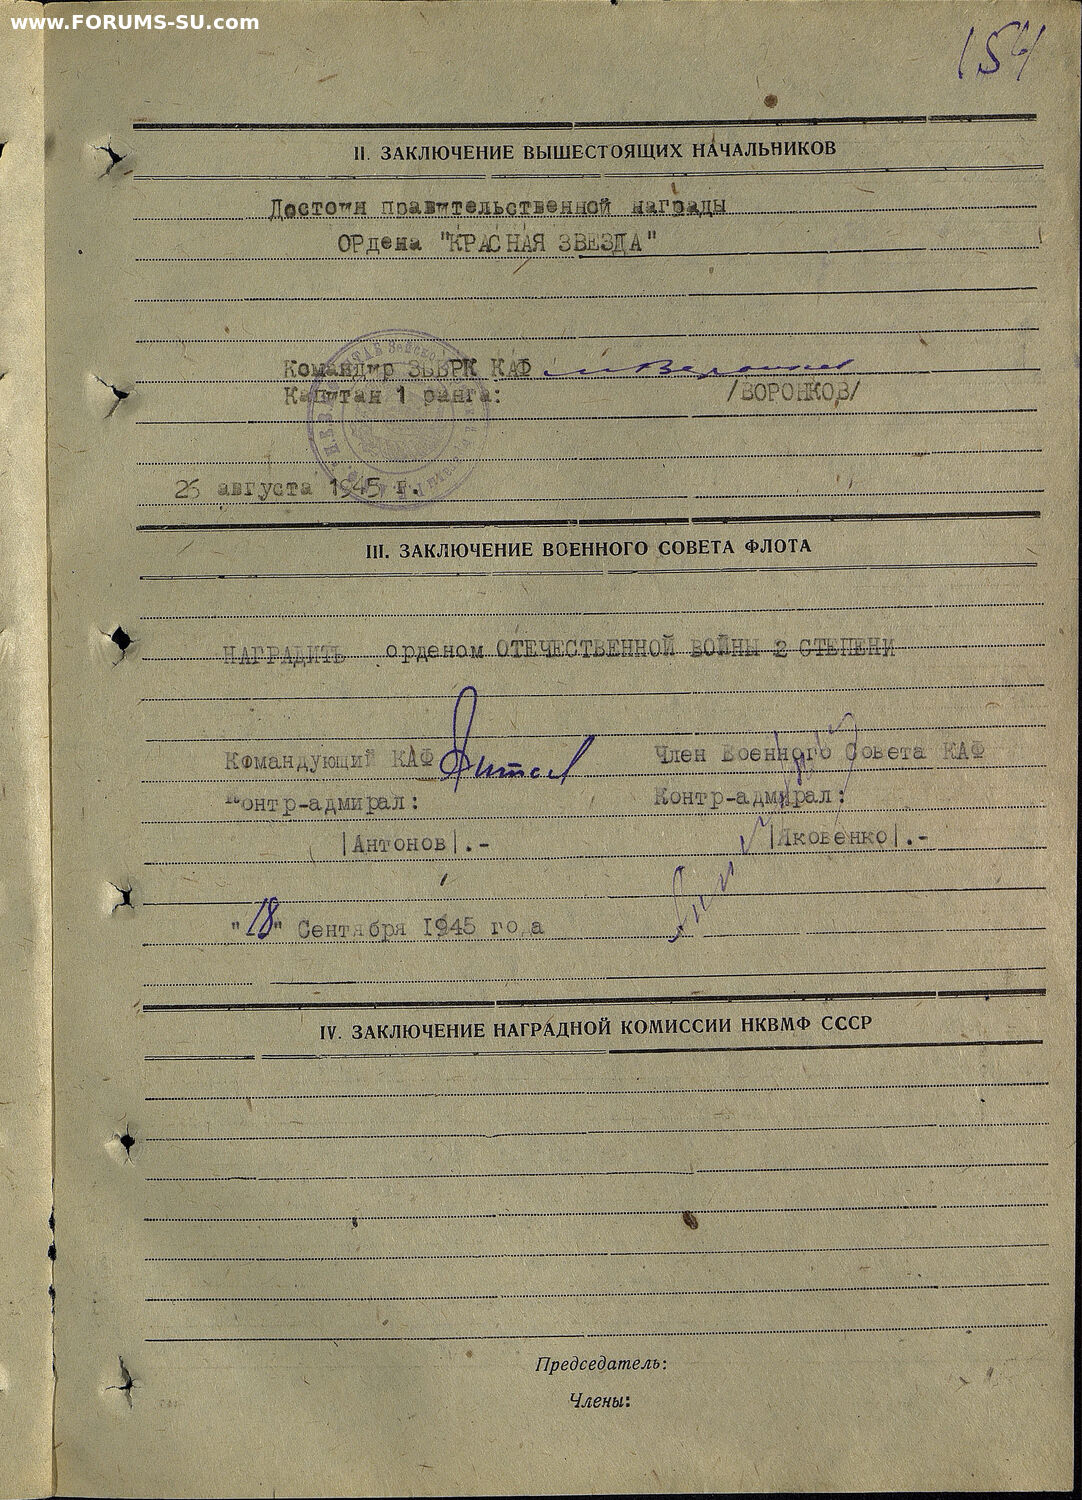 www.FORUMS-SU.com
154
II. ЗАКЛЮЧЕНИЕ ВЫШЕСТОЯЩИХ НАЧАЛЬНИКОВ
Достоин правительственной награды
ОРдена "КРАСНАЯ ЗВЕЗДА"
Командир ЗБВРК КАФ
Капитан 1 ранга: /ВОРОНКОВ/
августа 1945 г.
III. ЗАКЛЮЧЕНИЕ ВОЕННОГО СОВЕТА ФЛОТА
НАГРАДИТЬ орденом ОТЕЧЕСТВЕННОЙ ВОЙНЫ 2 СТЕПЕНИ
Командующий КАФ Член Военного Совета КАФ
Контр-адмирал: Контр-адмирал:
|Антонов|.- |Яковенко|.-
"18" Сентября 1945 года
IV. ЗАКЛЮЧЕНИЕ НАГРАДНОЙ КОМИССИИ НКВМФ СССР
Председатель:
Члены: